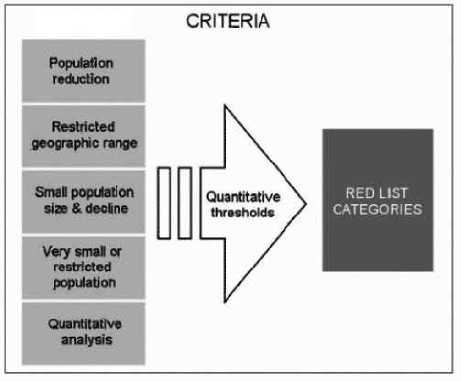 CRITERIA
Population
reduction
Restricted
geographic range
Small population
size & decline
Very small or
restricted
population
Quantitative
analysis
Quantitative
thresholds
RED LIST
CATEGORIES